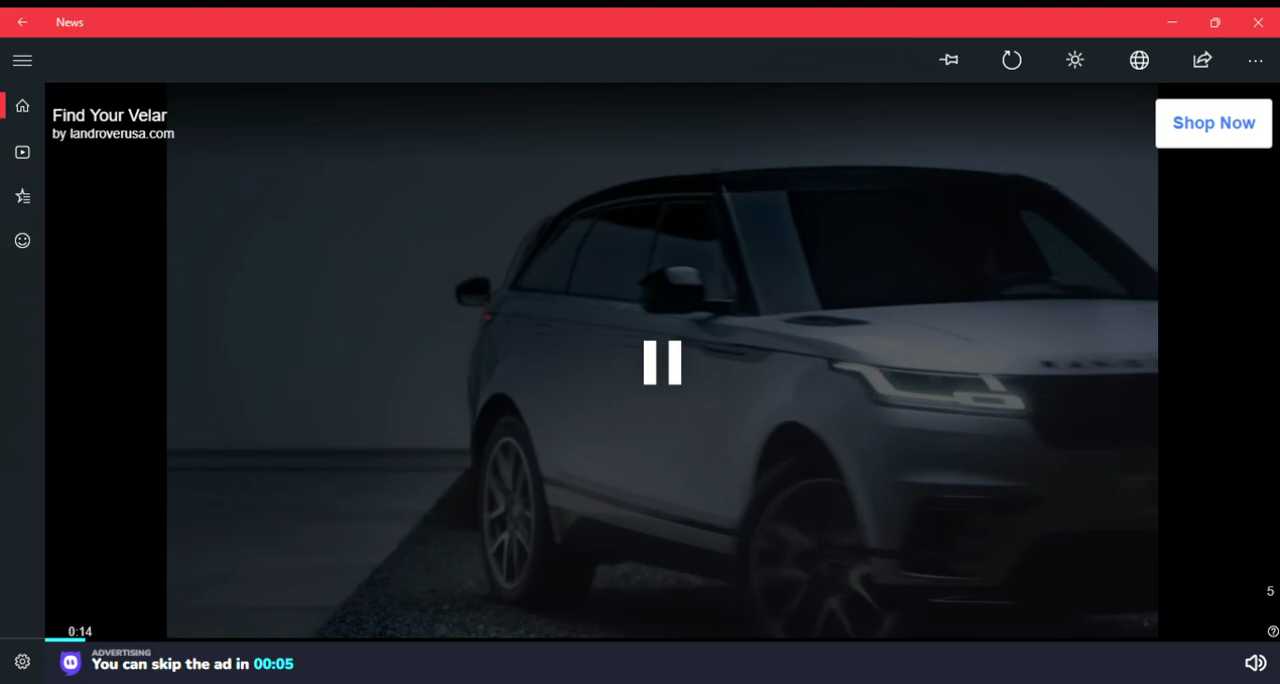 News
Find Your Velar
by landroverusa.com
Shop Now
5
0:14
ADVERTISING
You can skip the ad in 00:05